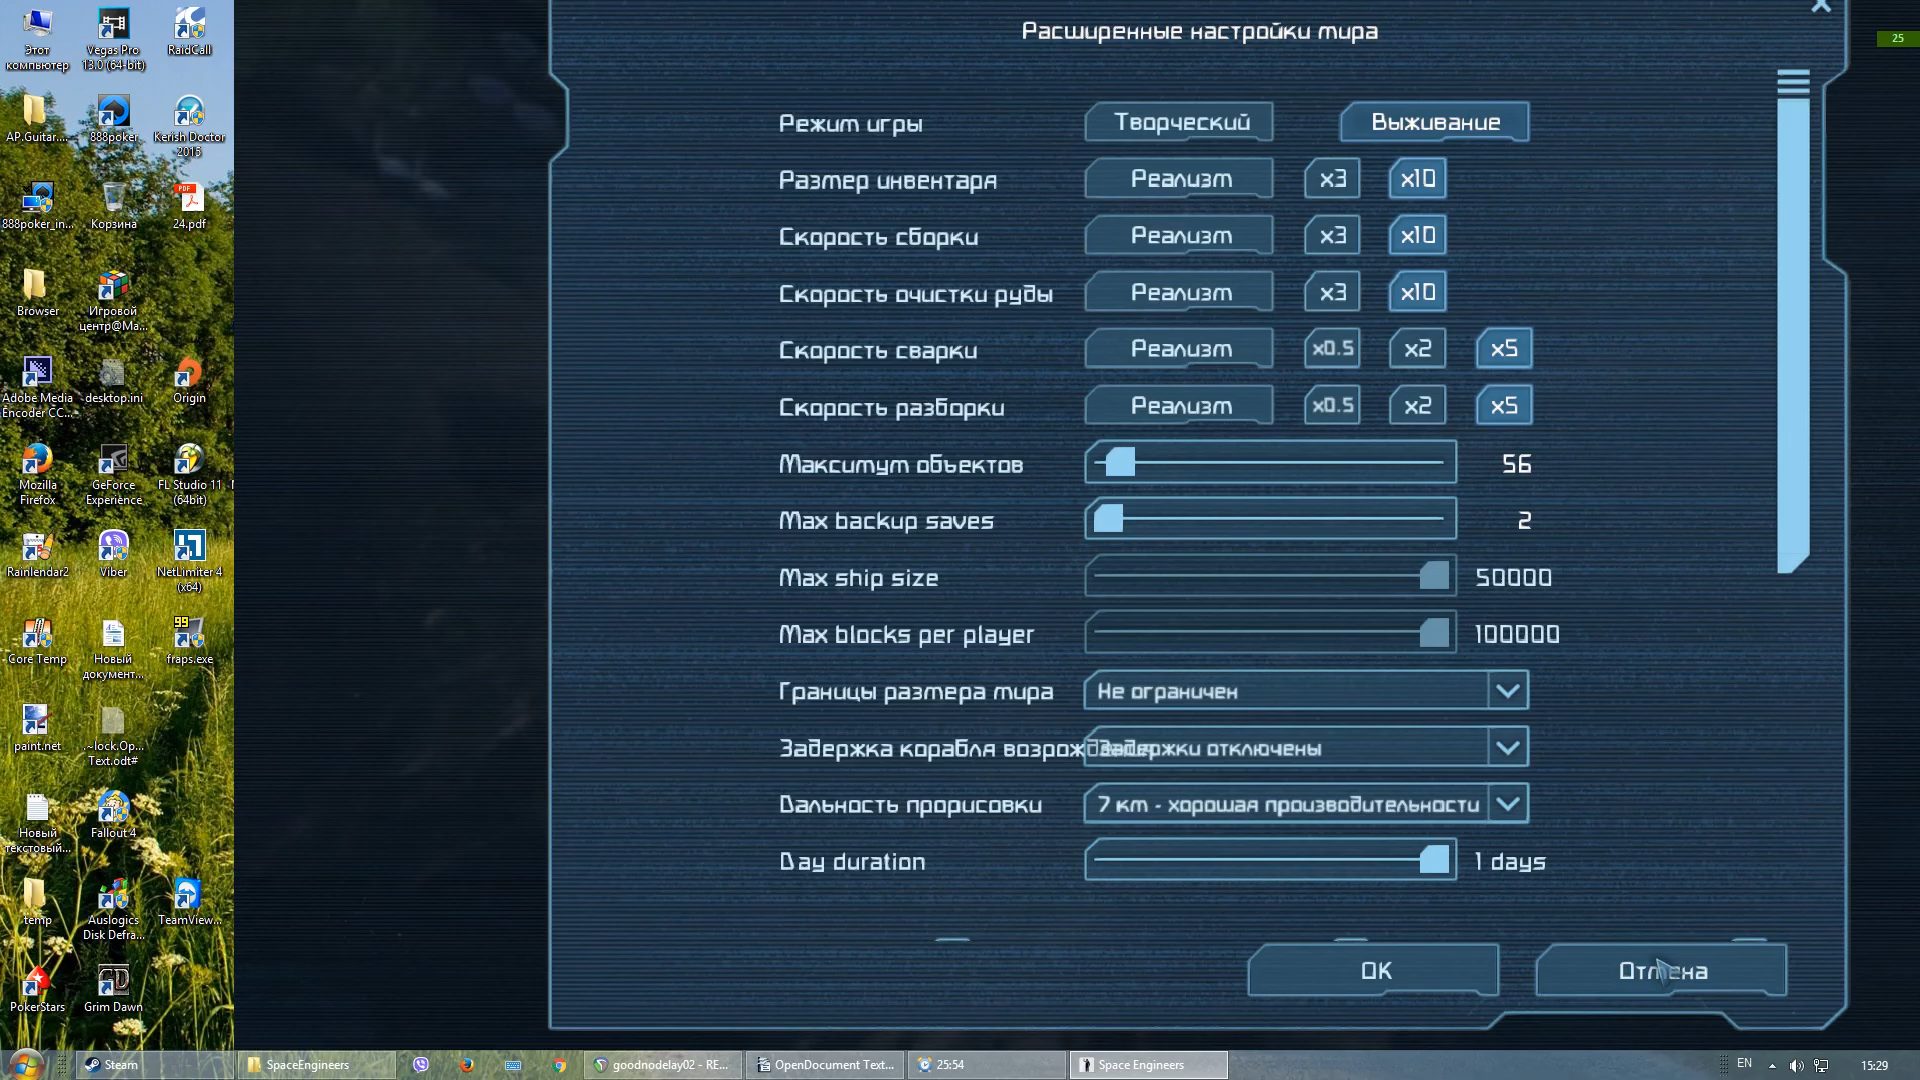 Этот
компьютер
Vegas Pro
13.0 (64-bit)
RaidCall
AP.Guitar....
888poker
Kerish Doctor
2015
888poker_in...
Корзина
24.pdf
Browser
Игровой
центр@Ma...
Adobe Media
Encoder CC...
desktop.ini
Origin
Mozilla
Firefox
GeForce
Experience
FL Studio 11
(64bit)
Rainlendar2
Viber
NetLimiter 4
(x64)
Core Temp
Новый
документ...
99
fraps.exe
paint.net
.~lock.Op...
Text.odt#
Новый
текстовый...
Fallout 4
temp
Auslogics
Disk Defra...
TeamView...
PokerStars
Grim Dawn
Расширенные настройки мира
25
Режим игры Творческий Выживание
Размер инвентаря Реализм x3 x10
Скорость сборки Реализм x3 x10
Скорость очистки руды Реализм x3 x10
Скорость сварки Реализм x0.5 x2 x5
Скорость разборки Реализм x0.5 x2 x5
Максимум объектов 56
Max backup saves 2
Max ship size 50000
Max blocks per player 100000
Границы размера мира Не ограничен
Задержка корабля Задержки отключены
Дальность прорисовки 7 км - хорошая производительности
Day duration 1 days
OK Отмена
Steam SpaceEngineers goodnodelay02 - RE... OpenDocument Text... 25:54 Space Engineers EN 15:29